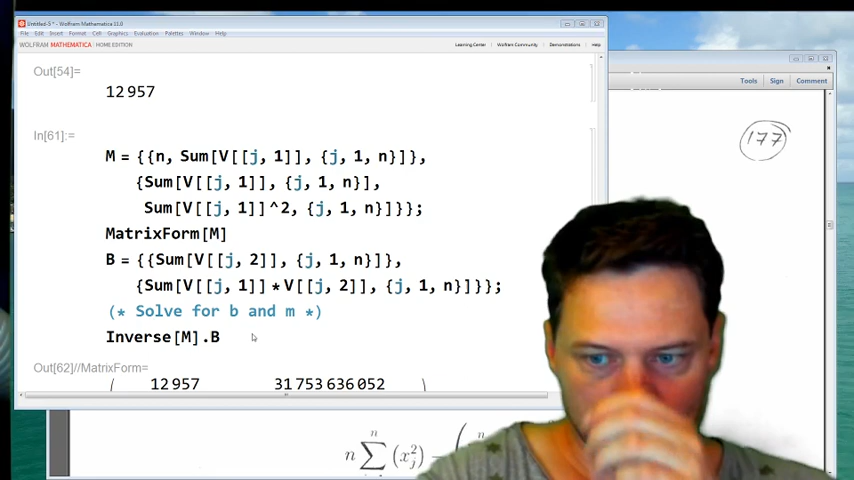 Untitled-5 * - Wolfram Mathematica 11.0
File Edit Insert Format Cell Graphics Evaluation Palettes Window Help
WOLFRAM MATHEMATICA | HOME EDITION
Learning Center | Wolfram Community | Demonstrations | Help
Out[54]=
12 957
Tools Sign Comment
177
In[61]:=
M = {{n, Sum[V[[j, 1]], {j, 1, n}]},
{Sum[V[[j, 1]], {j, 1, n}],
Sum[V[[j, 1]]^2, {j, 1, n}]}};
MatrixForm[M]
B = {{Sum[V[[j, 2]], {j, 1, n}]},
{Sum[V[[j, 1]] * V[[j, 2]], {j, 1, n}]}};
(* Solve for b and m *)
Inverse[M].B
Out[62]//MatrixForm=
( 12 957 31 753 636 052 )
n ∑ (x_j^2) − (
n n